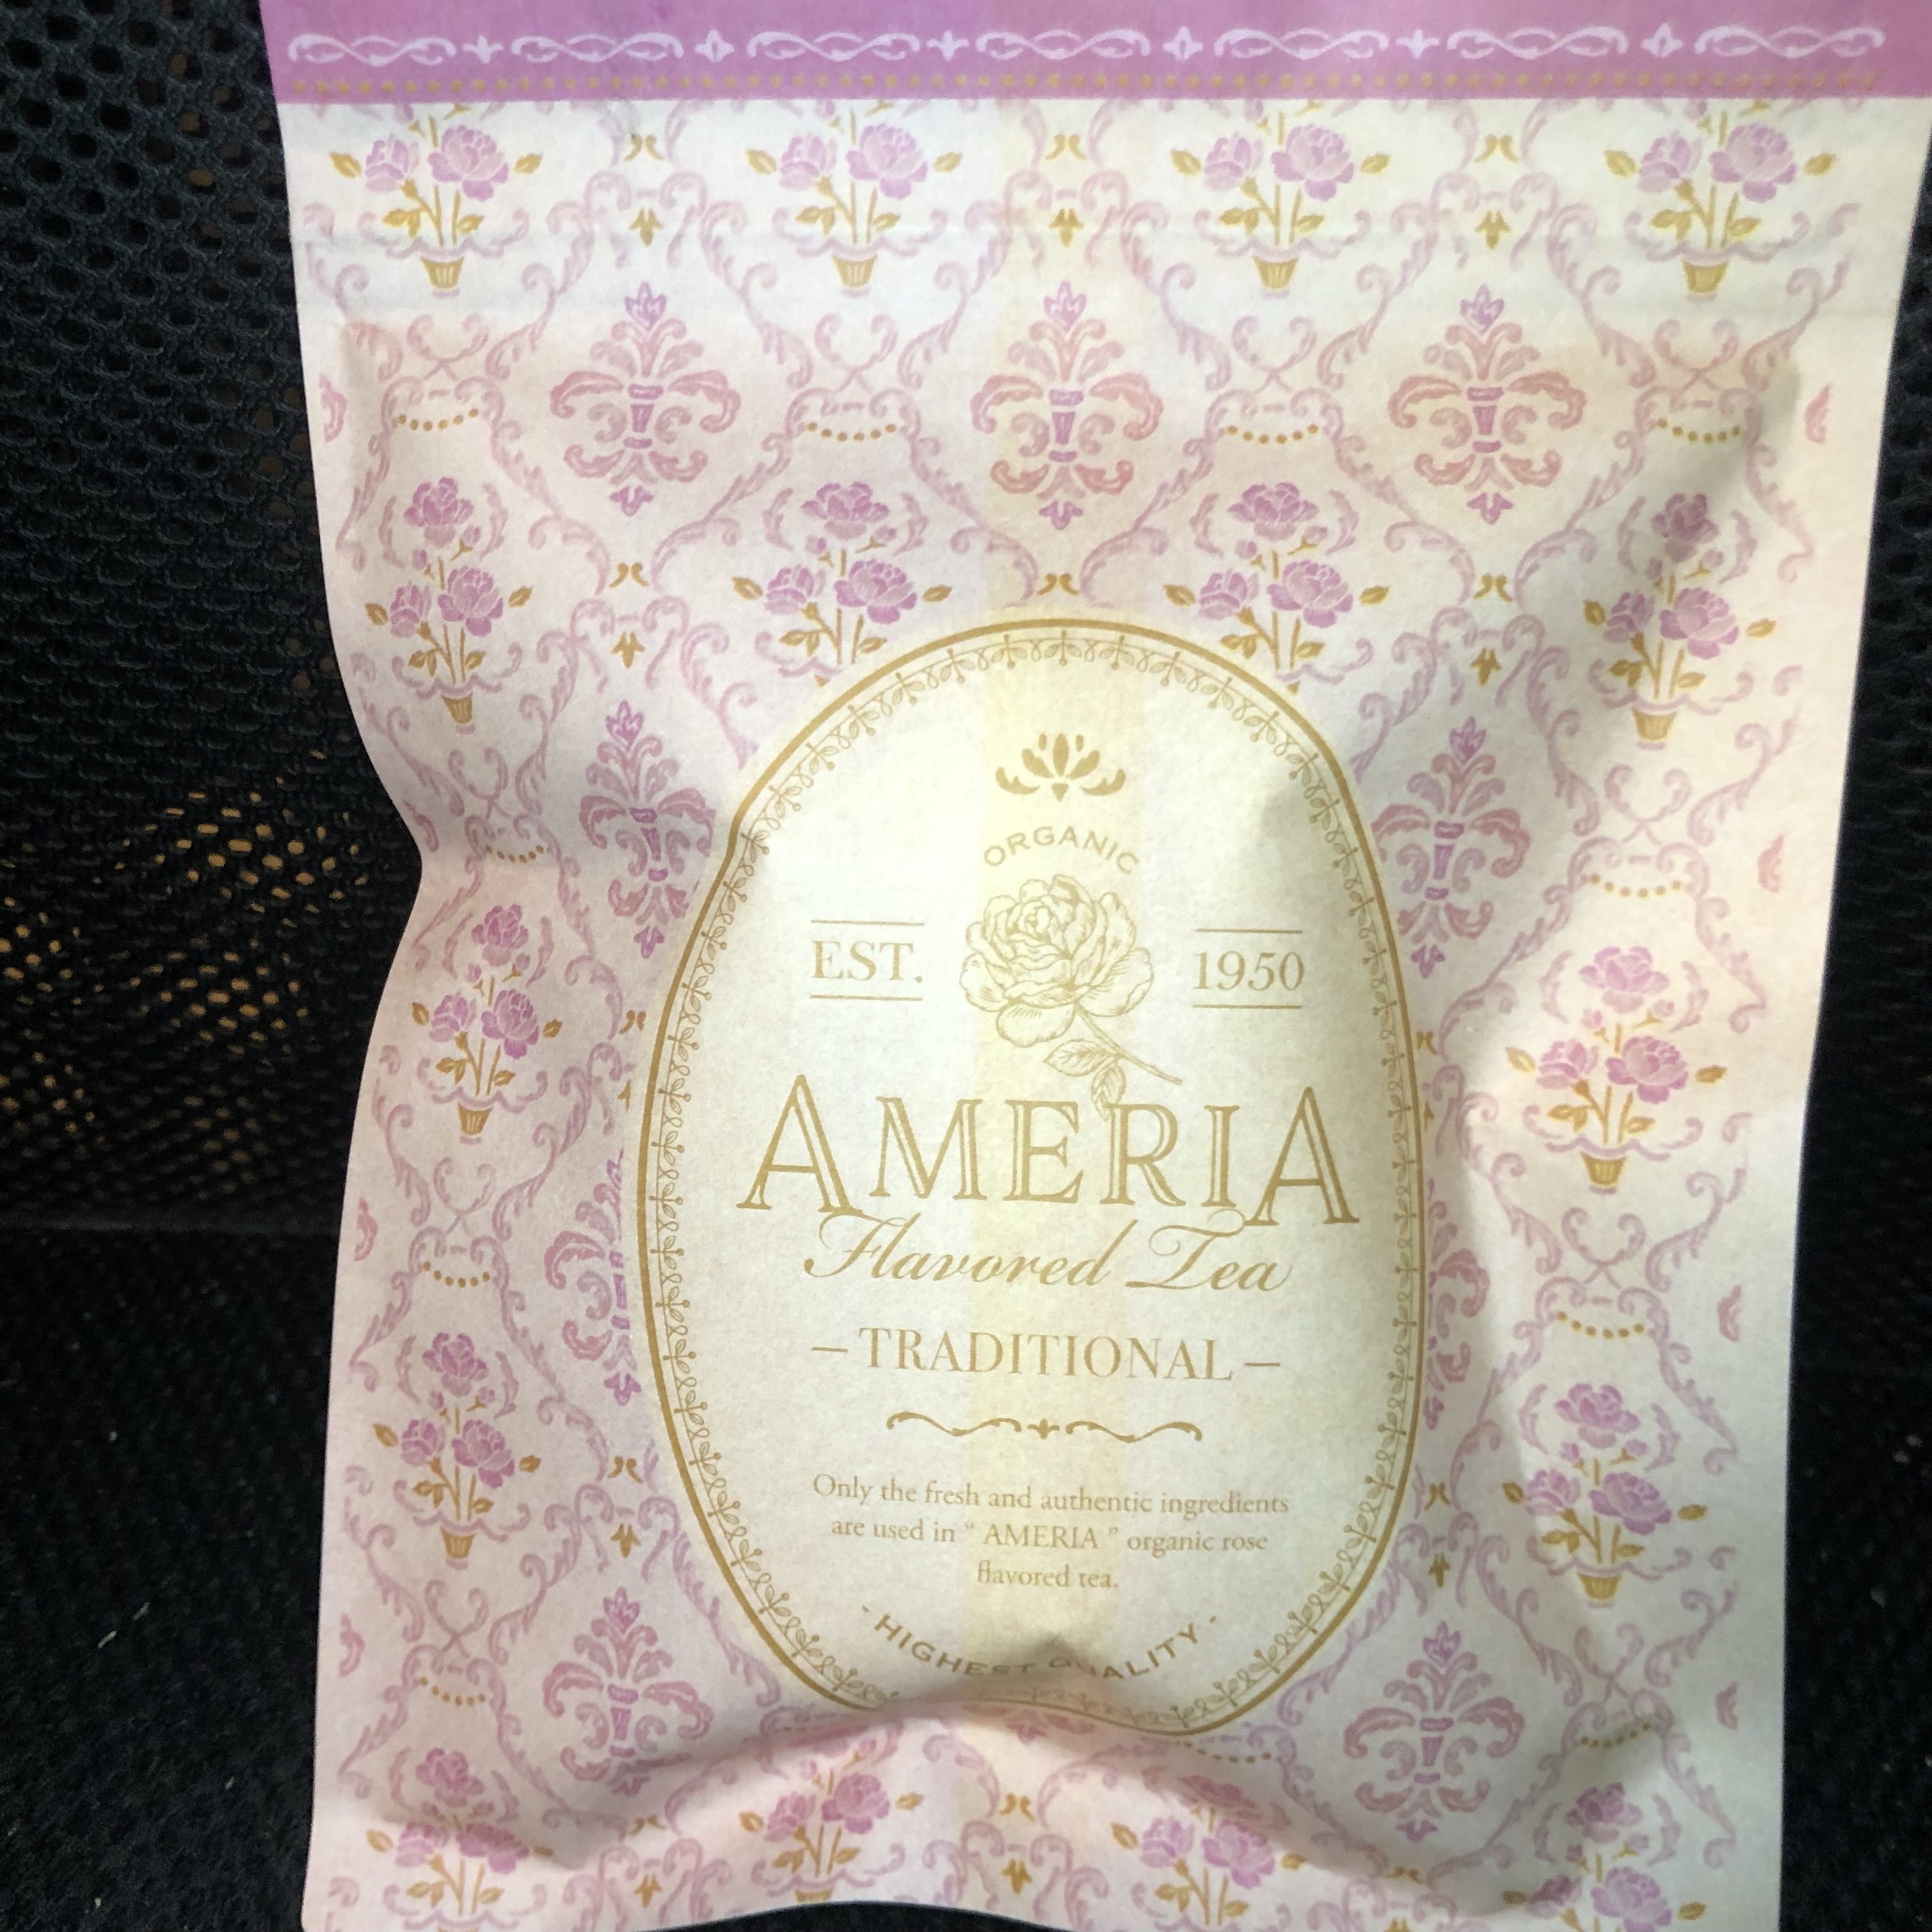 ORGANIC
EST. 1950
AMERIA
Flavored Tea
— TRADITIONAL —
Only the fresh and authentic ingredients
are used in “ AMERIA ” organic rose
flavored tea.
· HIGHEST QUALITY ·